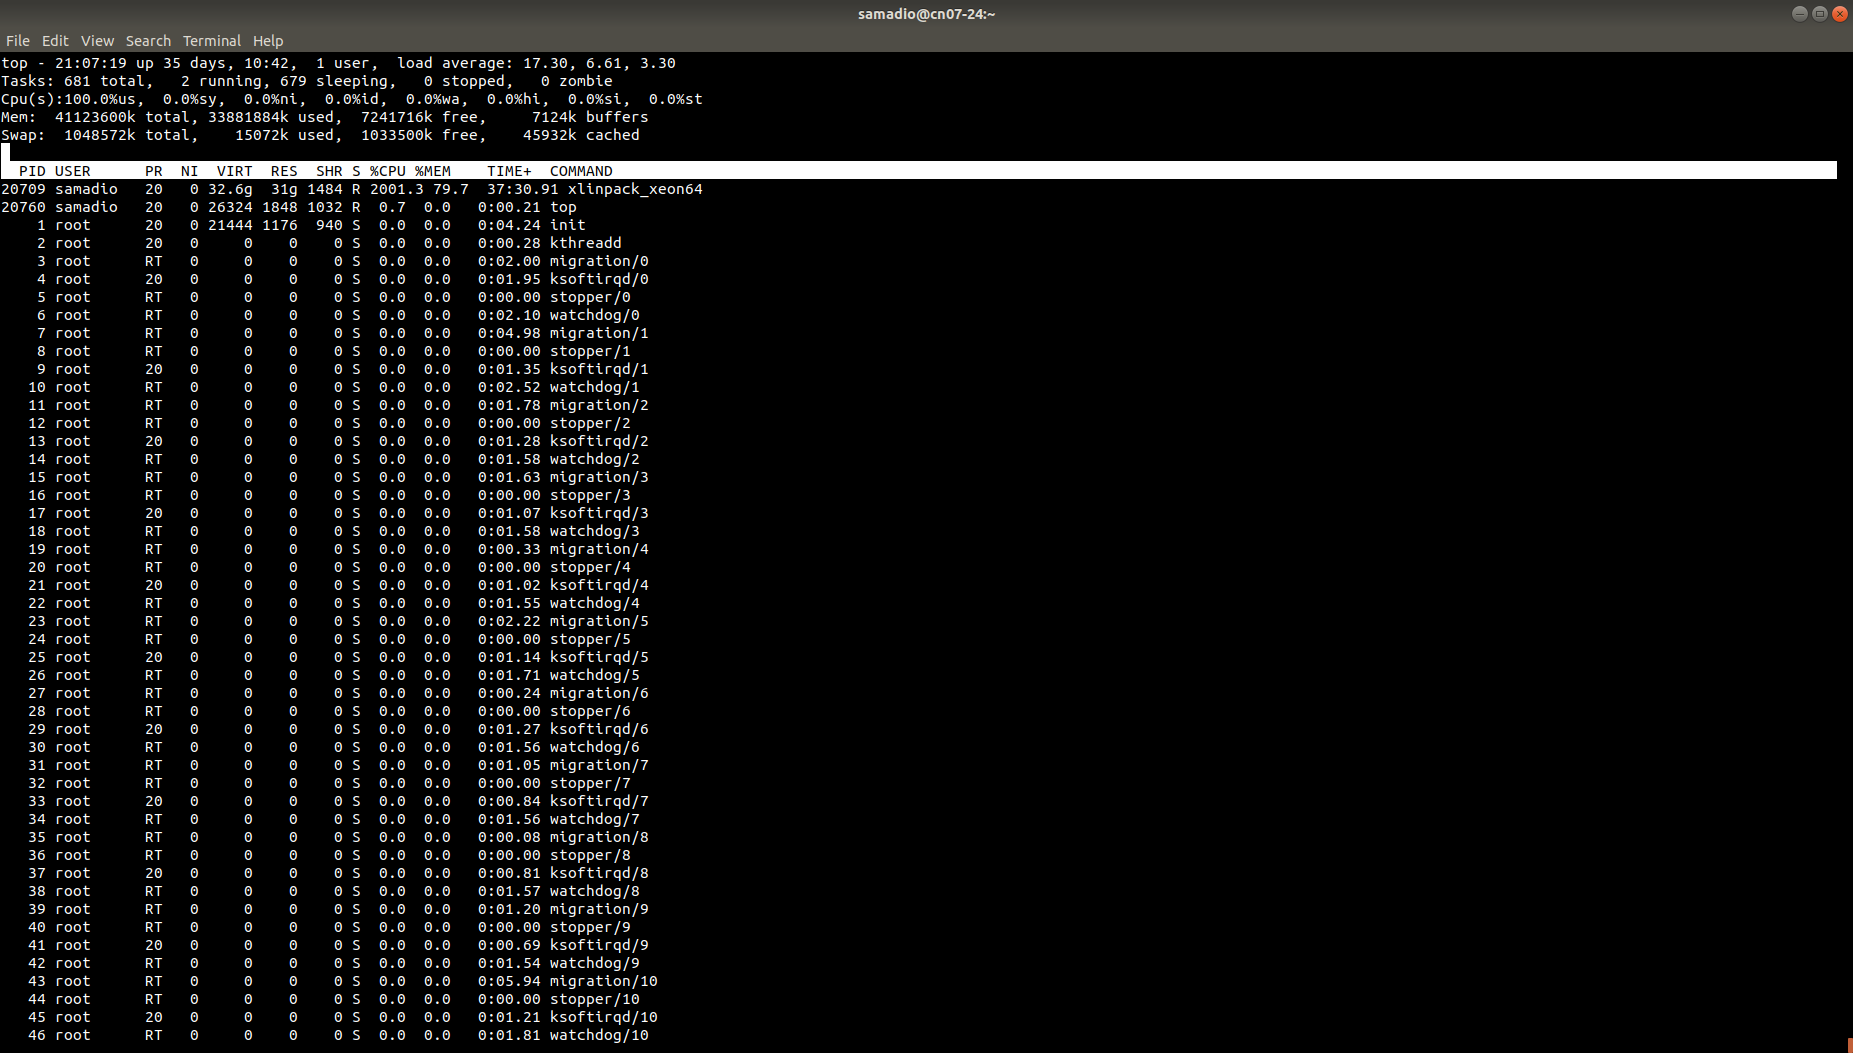 samadio@cn07-24:~
File Edit View Search Terminal Help
top - 21:07:19 up 35 days, 10:42,  1 user,  load average: 17.30, 6.61, 3.30
Tasks: 681 total,   2 running, 679 sleeping,   0 stopped,   0 zombie
Cpu(s):100.0%us,  0.0%sy,  0.0%ni,  0.0%id,  0.0%wa,  0.0%hi,  0.0%si,  0.0%st
Mem:  41123600k total, 33881884k used,  7241716k free,     7124k buffers
Swap:  1048572k total,    15072k used,  1033500k free,    45932k cached
PID USER      PR  NI  VIRT  RES  SHR S %CPU %MEM    TIME+  COMMAND
20709 samadio   20   0 32.6g  31g 1484 R 2001.3 79.7  37:30.91 xlinpack_xeon64
20760 samadio   20   0 26324 1848 1032 R  0.7  0.0   0:00.21 top
1 root      20   0 21444 1176  940 S  0.0  0.0   0:04.24 init
2 root      20   0     0    0    0 S  0.0  0.0   0:00.28 kthreadd
3 root      RT   0     0    0    0 S  0.0  0.0   0:02.00 migration/0
4 root      20   0     0    0    0 S  0.0  0.0   0:01.95 ksoftirqd/0
5 root      RT   0     0    0    0 S  0.0  0.0   0:00.00 stopper/0
6 root      RT   0     0    0    0 S  0.0  0.0   0:02.10 watchdog/0
7 root      RT   0     0    0    0 S  0.0  0.0   0:04.98 migration/1
8 root      RT   0     0    0    0 S  0.0  0.0   0:00.00 stopper/1
9 root      20   0     0    0    0 S  0.0  0.0   0:01.35 ksoftirqd/1
10 root      RT   0     0    0    0 S  0.0  0.0   0:02.52 watchdog/1
11 root      RT   0     0    0    0 S  0.0  0.0   0:01.78 migration/2
12 root      RT   0     0    0    0 S  0.0  0.0   0:00.00 stopper/2
13 root      20   0     0    0    0 S  0.0  0.0   0:01.28 ksoftirqd/2
14 root      RT   0     0    0    0 S  0.0  0.0   0:01.58 watchdog/2
15 root      RT   0     0    0    0 S  0.0  0.0   0:01.63 migration/3
16 root      RT   0     0    0    0 S  0.0  0.0   0:00.00 stopper/3
17 root      20   0     0    0    0 S  0.0  0.0   0:01.07 ksoftirqd/3
18 root      RT   0     0    0    0 S  0.0  0.0   0:01.58 watchdog/3
19 root      RT   0     0    0    0 S  0.0  0.0   0:00.33 migration/4
20 root      RT   0     0    0    0 S  0.0  0.0   0:00.00 stopper/4
21 root      20   0     0    0    0 S  0.0  0.0   0:01.02 ksoftirqd/4
22 root      RT   0     0    0    0 S  0.0  0.0   0:01.55 watchdog/4
23 root      RT   0     0    0    0 S  0.0  0.0   0:02.22 migration/5
24 root      RT   0     0    0    0 S  0.0  0.0   0:00.00 stopper/5
25 root      20   0     0    0    0 S  0.0  0.0   0:01.14 ksoftirqd/5
26 root      RT   0     0    0    0 S  0.0  0.0   0:01.71 watchdog/5
27 root      RT   0     0    0    0 S  0.0  0.0   0:00.24 migration/6
28 root      RT   0     0    0    0 S  0.0  0.0   0:00.00 stopper/6
29 root      20   0     0    0    0 S  0.0  0.0   0:01.27 ksoftirqd/6
30 root      RT   0     0    0    0 S  0.0  0.0   0:01.56 watchdog/6
31 root      RT   0     0    0    0 S  0.0  0.0   0:01.05 migration/7
32 root      RT   0     0    0    0 S  0.0  0.0   0:00.00 stopper/7
33 root      20   0     0    0    0 S  0.0  0.0   0:00.84 ksoftirqd/7
34 root      RT   0     0    0    0 S  0.0  0.0   0:01.56 watchdog/7
35 root      RT   0     0    0    0 S  0.0  0.0   0:00.08 migration/8
36 root      RT   0     0    0    0 S  0.0  0.0   0:00.00 stopper/8
37 root      20   0     0    0    0 S  0.0  0.0   0:00.81 ksoftirqd/8
38 root      RT   0     0    0    0 S  0.0  0.0   0:01.57 watchdog/8
39 root      RT   0     0    0    0 S  0.0  0.0   0:01.20 migration/9
40 root      RT   0     0    0    0 S  0.0  0.0   0:00.00 stopper/9
41 root      20   0     0    0    0 S  0.0  0.0   0:00.69 ksoftirqd/9
42 root      RT   0     0    0    0 S  0.0  0.0   0:01.54 watchdog/9
43 root      RT   0     0    0    0 S  0.0  0.0   0:05.94 migration/10
44 root      RT   0     0    0    0 S  0.0  0.0   0:00.00 stopper/10
45 root      20   0     0    0    0 S  0.0  0.0   0:01.21 ksoftirqd/10
46 root      RT   0     0    0    0 S  0.0  0.0   0:01.81 watchdog/10